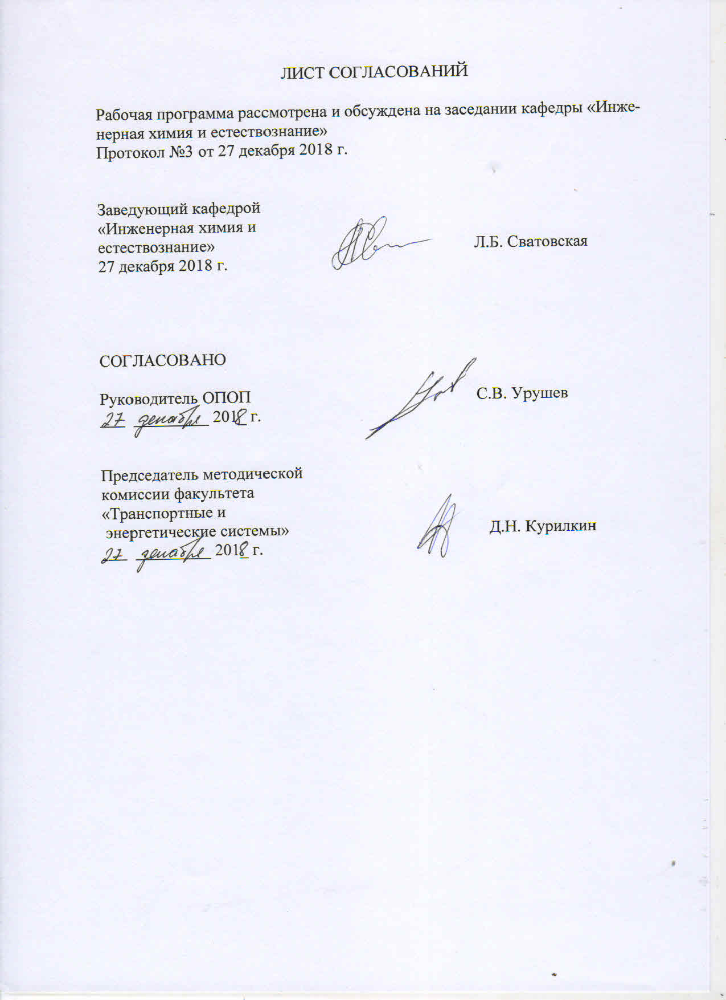 ЛИСТ СОГЛАСОВАНИЙ
Рабочая программа рассмотрена и обсуждена на заседании кафедры «Инже-
нерная химия и естествознание»
Протокол №3 от 27 декабря 2018 г.
Заведующий кафедрой
«Инженерная химия и
естествознание»
Л.Б. Сватовская
27 декабря 2018 г.
СОГЛАСОВАНО
Руководитель ОПОП
С.В. Урушев
27 декабря 2018 г.
Председатель методической
комиссии факультета
«Транспортные и
энергетические системы»
Д.Н. Курилкин
27 декабря 2018 г.